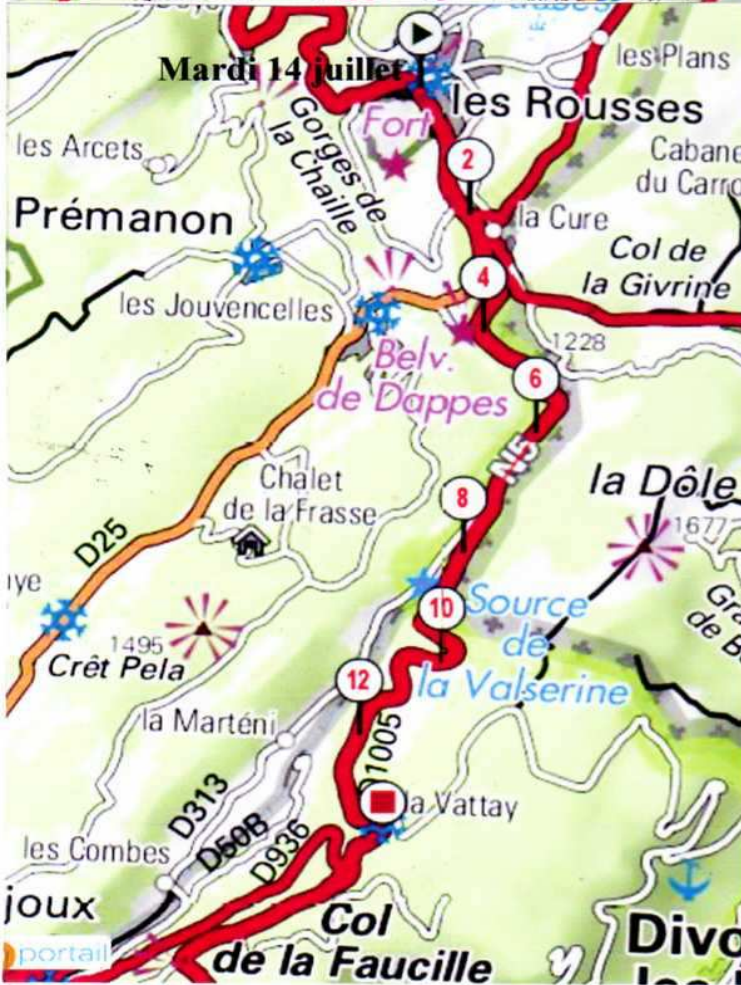 les Plans
Mardi 14 juillet
les Rousses
Fort
Gorges de
la Chaille
les Arcets
2
Cabane
du Carro
Prémanon
la Cure
Col de
la Givrine
4
les Jouvencelles
1228
Belv.
de Dappes
6
N5
Chalet
de la Frasse
8
la Dôle
1677
D25
10
Source
de
la Valserine
1495
Crêt Pela
12
la Marténi
1005
la Vattay
D313
D50B
D936
les Combes
joux
portail
Col
de la Faucille
Divo